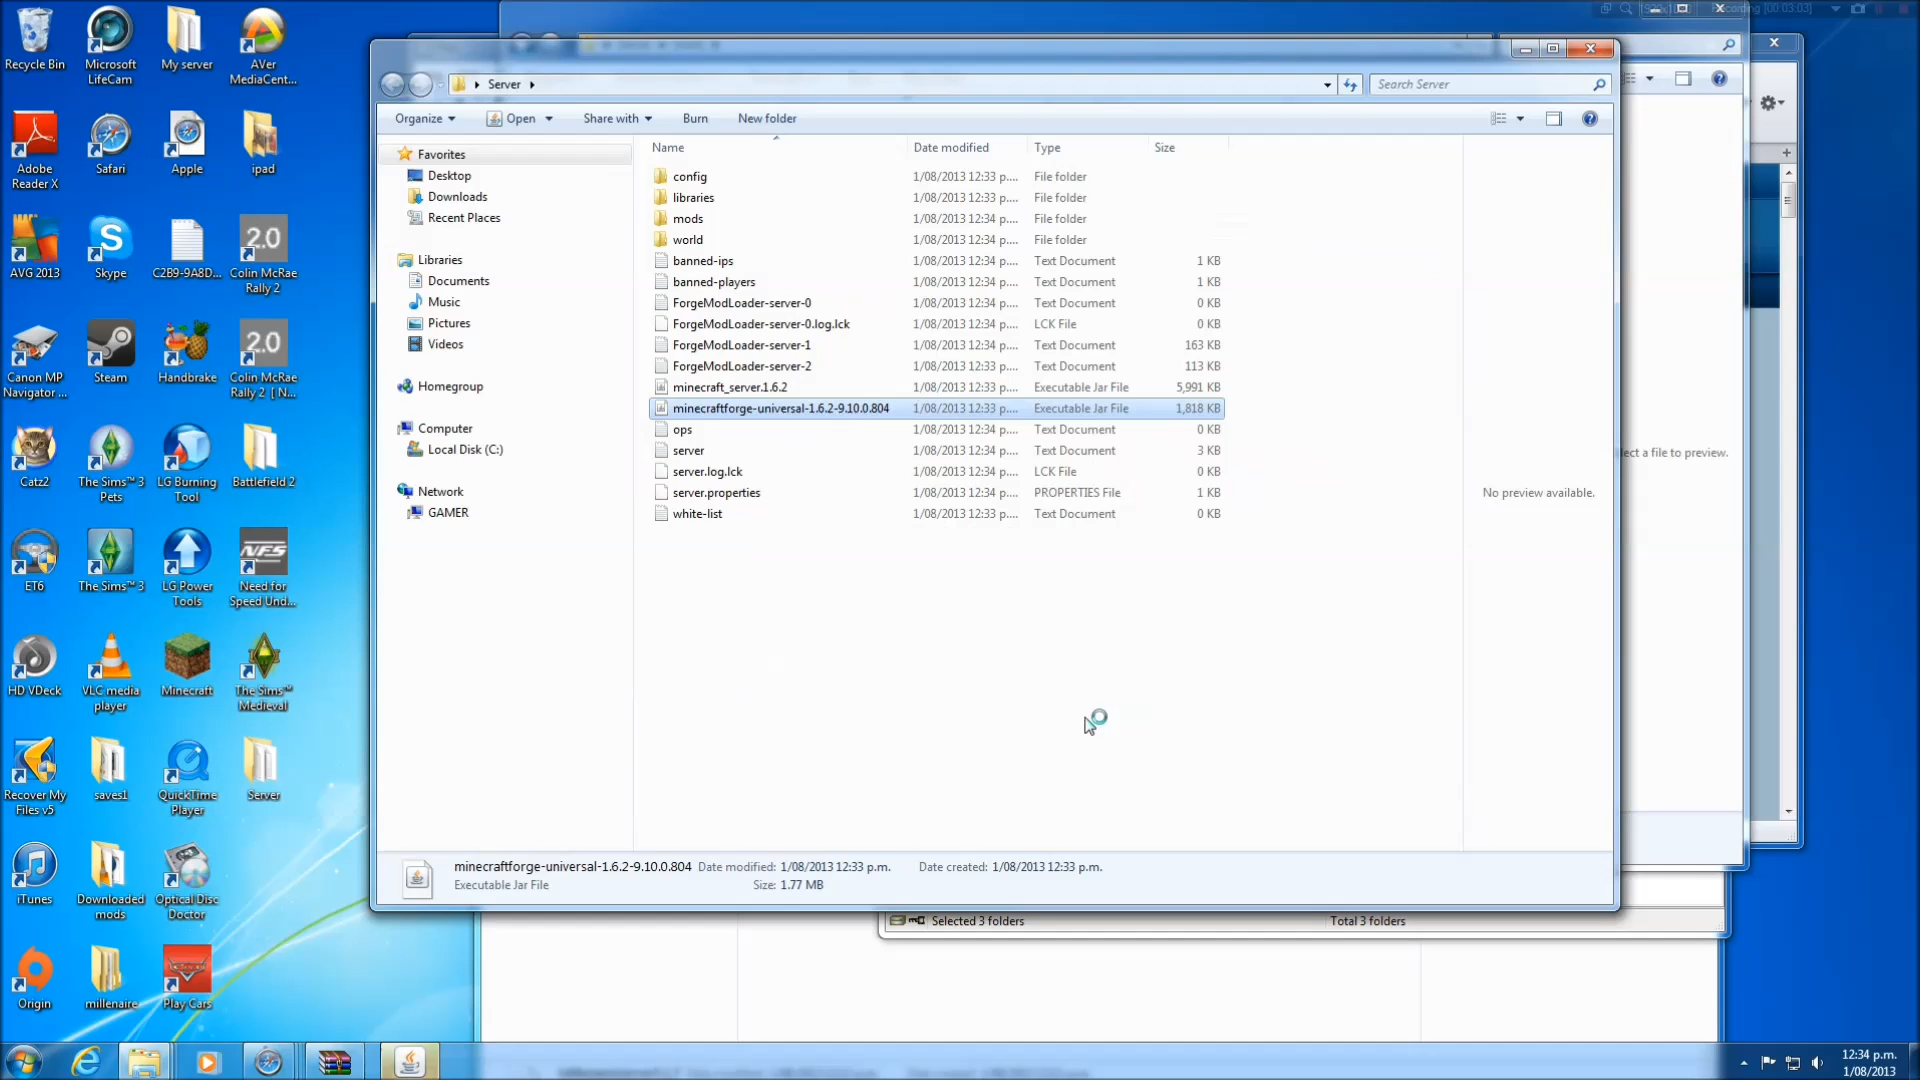 Recycle Bin
Microsoft LifeCam
My server
AVer MediaCent...
Adobe Reader X
Safari
Apple
ipad
AVG 2013
Skype
C2B9-9A8D...
Colin McRae Rally 2
Canon MP Navigator ...
Steam
Handbrake
Colin McRae Rally 2 [ N...
Catz2
The Sims™ 3 Pets
LG Burning Tool
Battlefield 2
ET6
The Sims™ 3
LG Power Tools
Need for Speed Und...
HD VDeck
VLC media player
Minecraft
The Sims™ Medieval
Recover My Files v5
saves1
QuickTime Player
Server
iTunes
Downloaded mods
Optical Disc Doctor
Origin
millenaire
Play Cars
2.0
2.0
NFS
Recording [00:03:03]
Server
Search Server
Organize
Open
Share with
Burn
New folder
Favorites
Desktop
Downloads
Recent Places
Libraries
Documents
Music
Pictures
Videos
Homegroup
Computer
Local Disk (C:)
Network
GAMER
Name Date modified Type Size
config 1/08/2013 12:33 p.... File folder
libraries 1/08/2013 12:33 p.... File folder
mods 1/08/2013 12:34 p.... File folder
world 1/08/2013 12:34 p.... File folder
banned-ips 1/08/2013 12:34 p.... Text Document 1 KB
banned-players 1/08/2013 12:34 p.... Text Document 1 KB
ForgeModLoader-server-0 1/08/2013 12:34 p.... Text Document 0 KB
ForgeModLoader-server-0.log.lck 1/08/2013 12:34 p.... LCK File 0 KB
ForgeModLoader-server-1 1/08/2013 12:34 p.... Text Document 163 KB
ForgeModLoader-server-2 1/08/2013 12:34 p.... Text Document 113 KB
minecraft_server.1.6.2 1/08/2013 12:33 p.... Executable Jar File 5,991 KB
minecraftforge-universal-1.6.2-9.10.0.804 1/08/2013 12:33 p.... Executable Jar File 1,818 KB
ops 1/08/2013 12:34 p.... Text Document 0 KB
server 1/08/2013 12:34 p.... Text Document 3 KB
server.log.lck 1/08/2013 12:34 p.... LCK File 0 KB
server.properties 1/08/2013 12:34 p.... PROPERTIES File 1 KB
white-list 1/08/2013 12:33 p.... Text Document 0 KB
No preview available.
ect a file to preview.
minecraftforge-universal-1.6.2-9.10.0.804 Date modified: 1/08/2013 12:33 p.m. Date created: 1/08/2013 12:33 p.m.
Executable Jar File Size: 1.77 MB
Selected 3 folders Total 3 folders
12:34 p.m.
1/08/2013